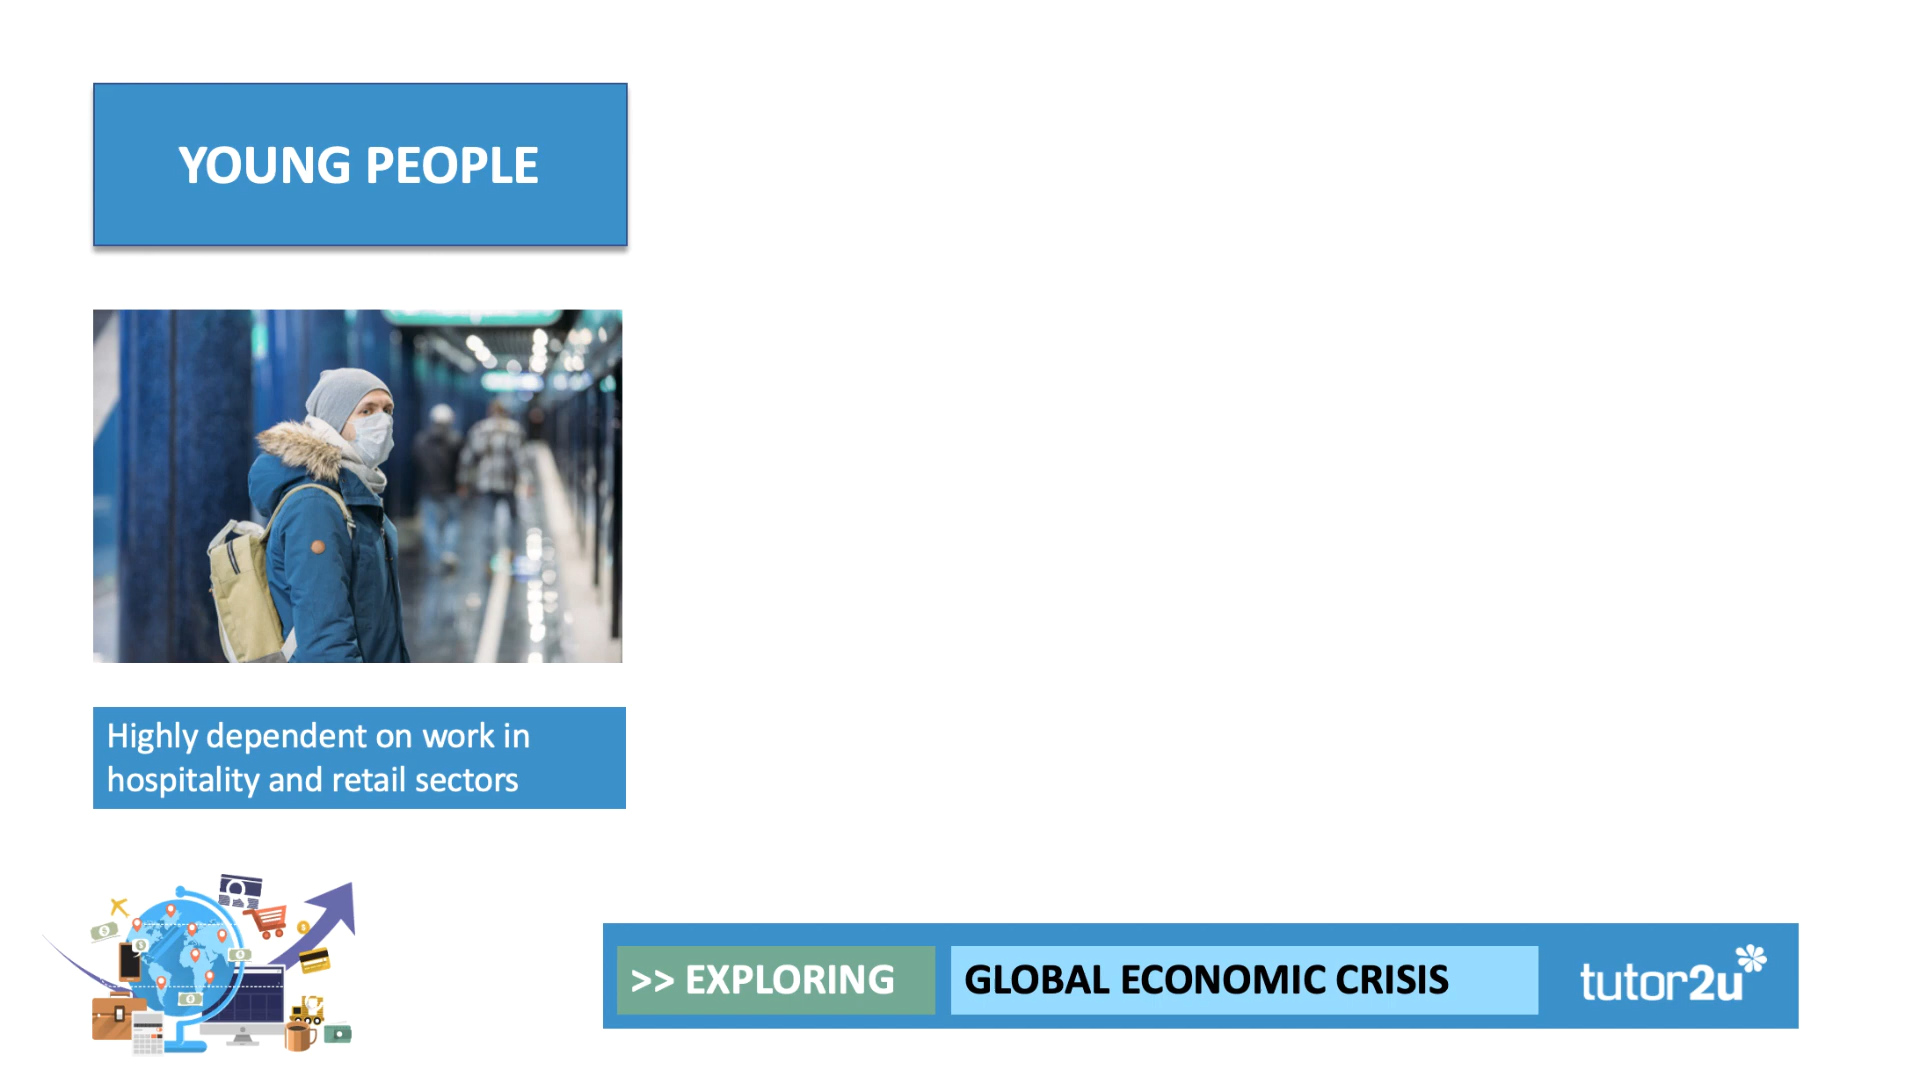 YOUNG PEOPLE
Highly dependent on work in
hospitality and retail sectors
>> EXPLORING
GLOBAL ECONOMIC CRISIS
tutor2u